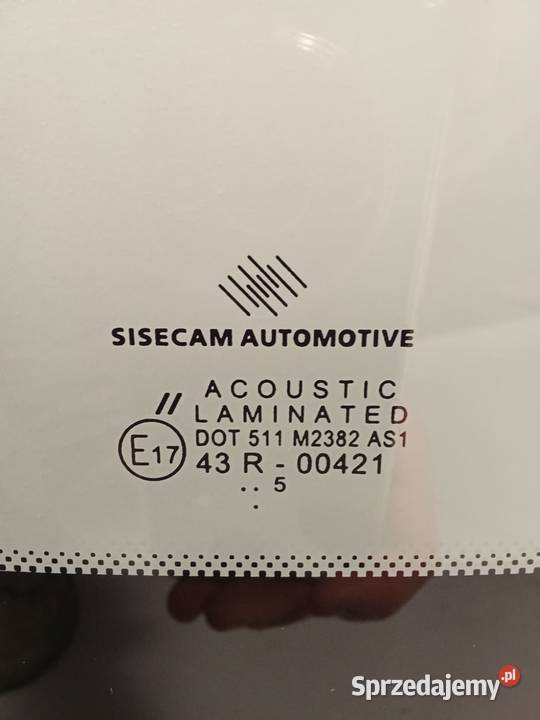 SISECAM AUTOMOTIVE
ACOUSTIC
// LAMINATED
DOT 511 M2382 AS1
E17 43 R - 00421
.. 5
.
Sprzedajemy.pl